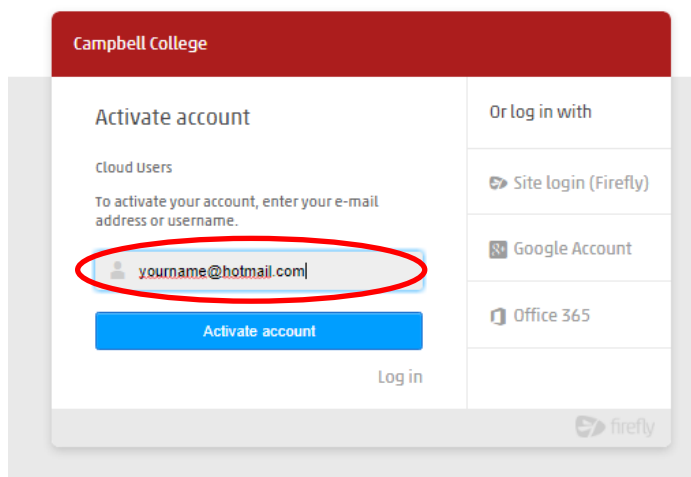 Campbell College
Activate account
Cloud Users
To activate your account, enter your e-mail
address or username.
yourname@hotmail.com
Activate account
Log in
Or log in with
Site login (Firefly)
Google Account
Office 365
firefly